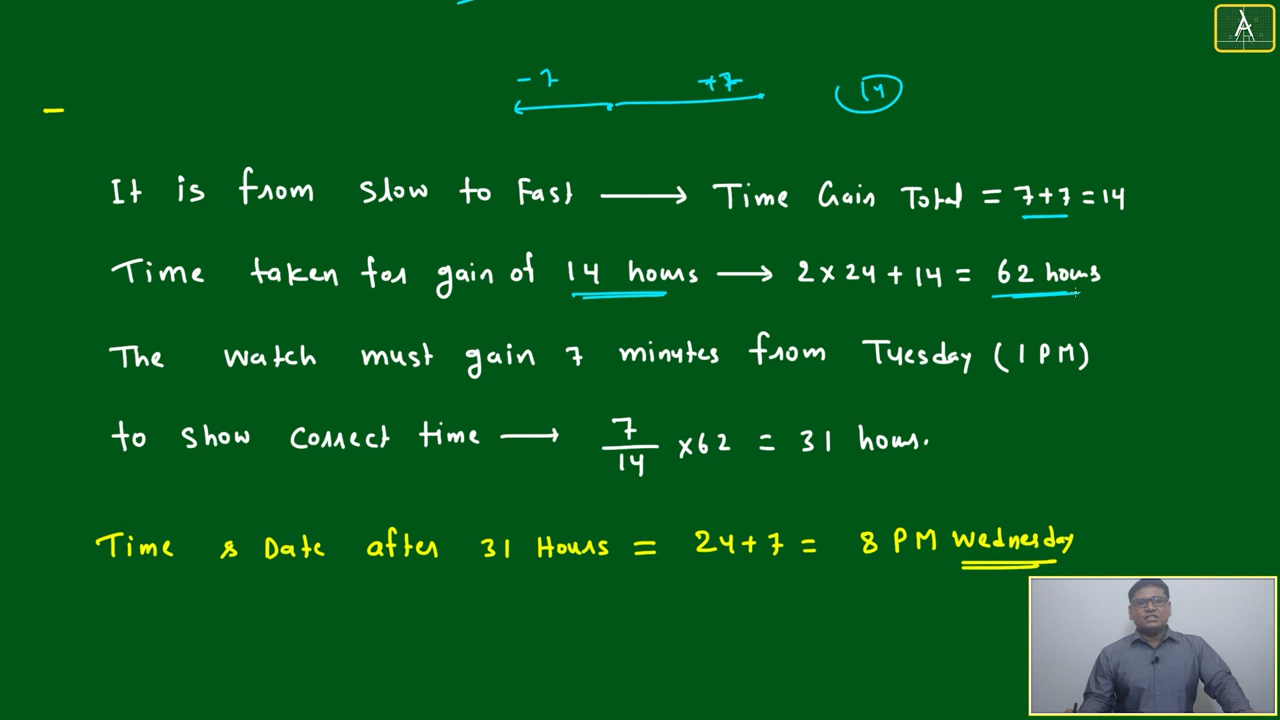 -7 +7 14
It is from slow to Fast → Time Gain Total = 7+7 = 14
Time taken for gain of 14 hours → 2 x 24 + 14 = 62 hours
The watch must gain 7 minutes from Tuesday (1 PM)
to show correct time → 7/14 x 62 = 31 hours.
Time & Date after 31 Hours = 24 + 7 = 8 PM Wednesday
A